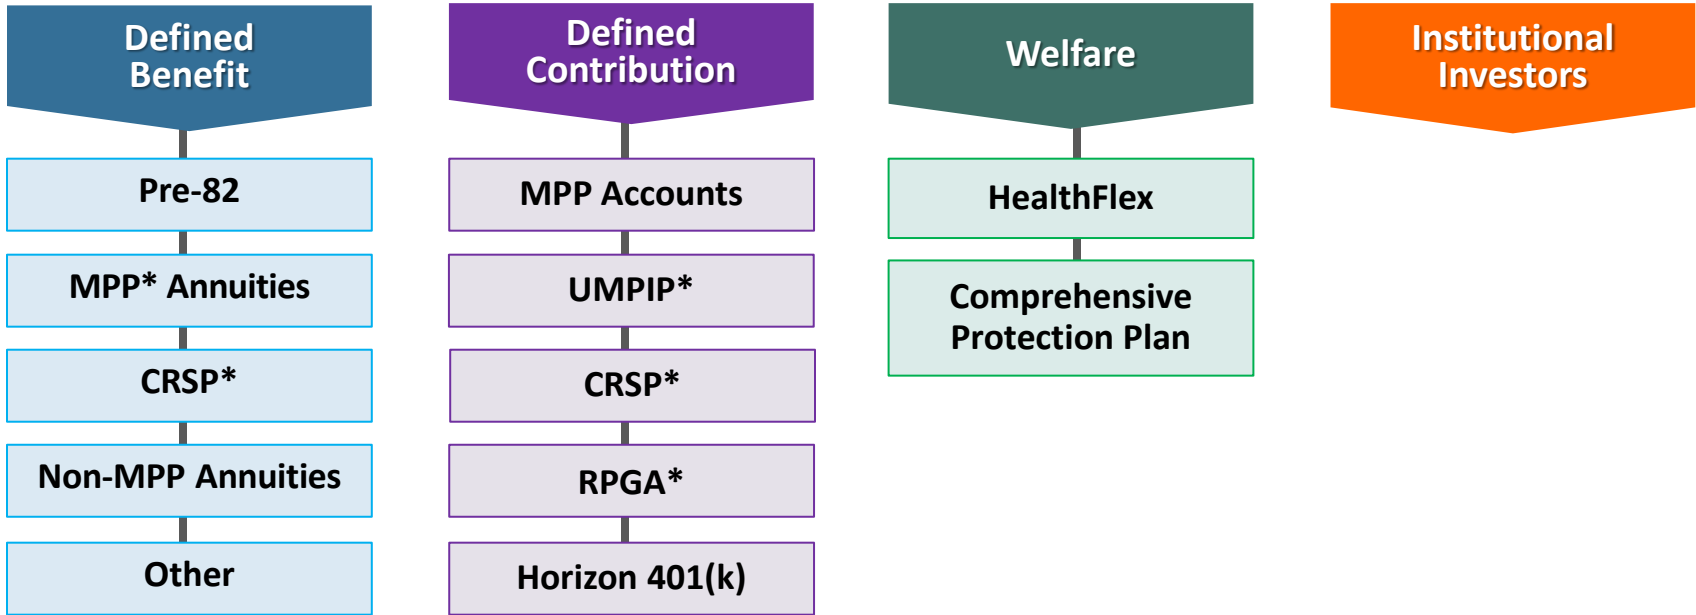 Defined
Benefit
Pre-82
MPP* Annuities
CRSP*
Non-MPP Annuities
Other
Defined
Contribution
MPP Accounts
UMPIP*
CRSP*
RPGA*
Horizon 401(k)
Welfare
HealthFlex
Comprehensive
Protection Plan
Institutional
Investors